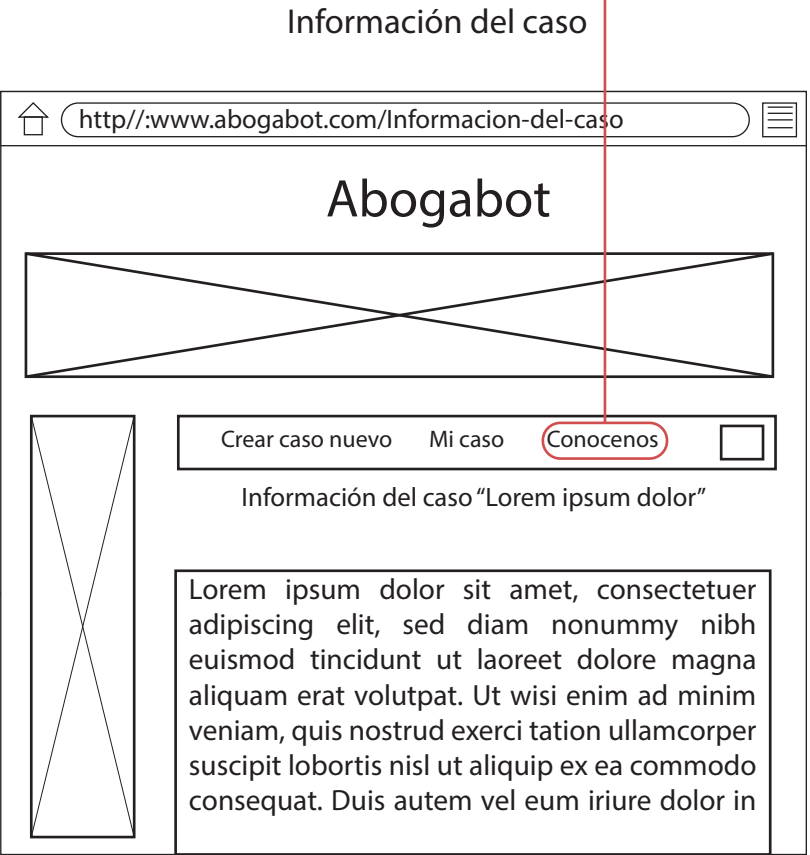 Información del caso
http//:www.abogabot.com/Informacion-del-caso
Abogabot
Crear caso nuevo Mi caso Conocenos
Información del caso “Lorem ipsum dolor”
Lorem ipsum dolor sit amet, consectetuer
adipiscing elit, sed diam nonummy nibh
euismod tincidunt ut laoreet dolore magna
aliquam erat volutpat. Ut wisi enim ad minim
veniam, quis nostrud exerci tation ullamcorper
suscipit lobortis nisl ut aliquip ex ea commodo
consequat. Duis autem vel eum iriure dolor in